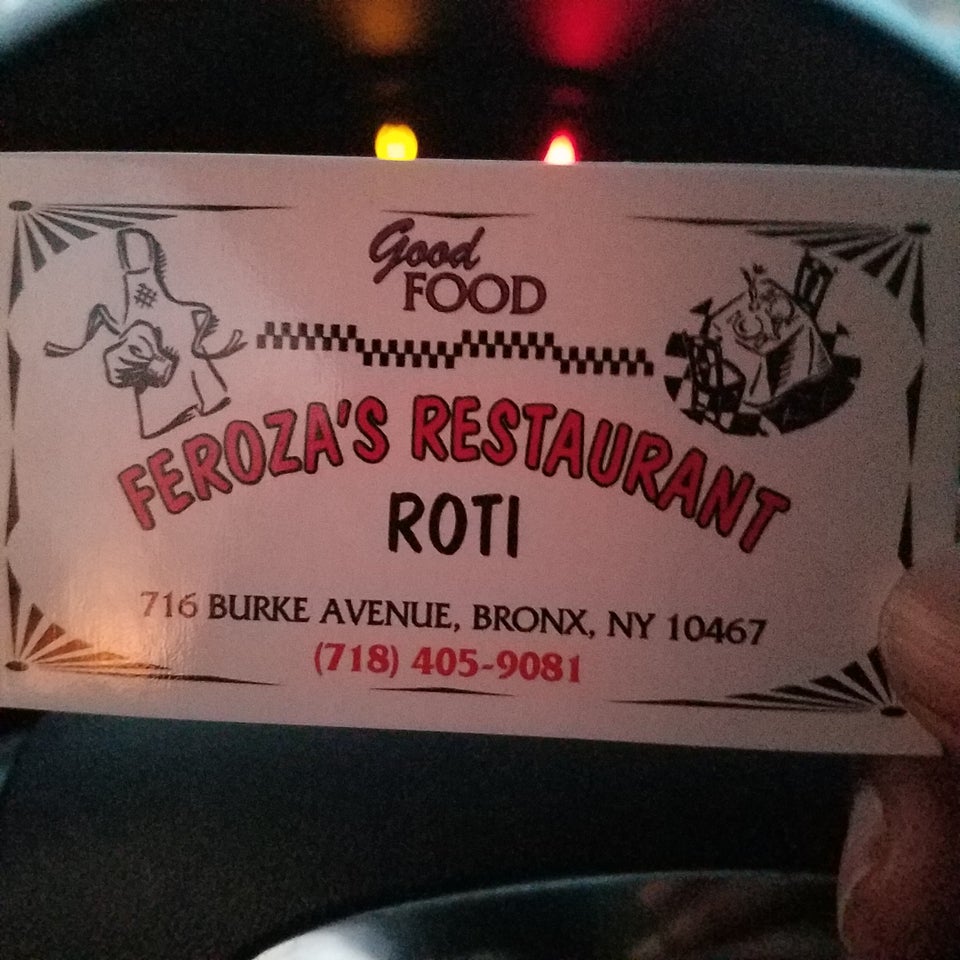 Good
FOOD
FEROZA'S RESTAURANT
ROTI
716 BURKE AVENUE, BRONX, NY 10467
(718) 405-9081